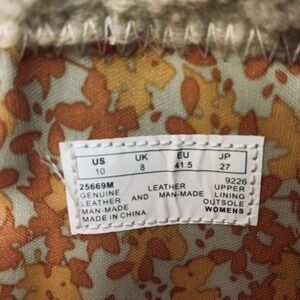 US UK EU JP
10 8 41.5 27
25669M 9226
GENUINE LEATHER UPPER
LEATHER AND MAN-MADE LINING
MAN-MADE OUTSOLE
MADE IN CHINA WOMENS